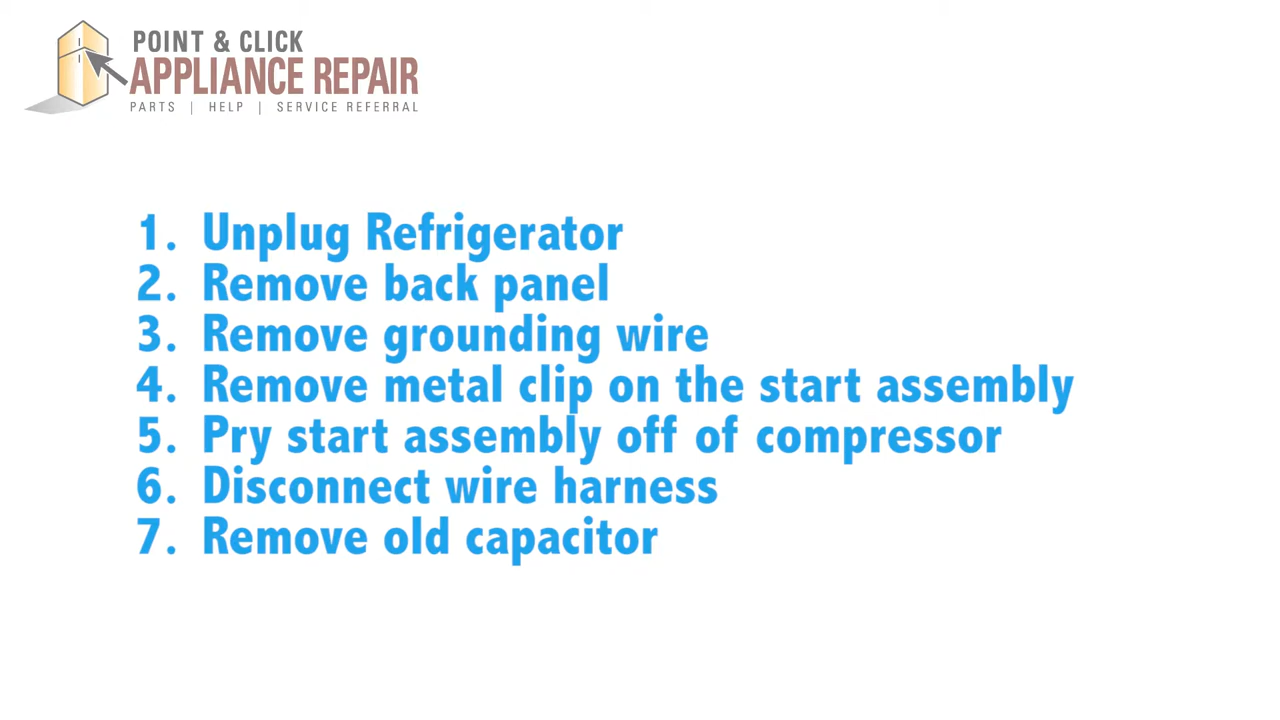 POINT & CLICK
APPLIANCE REPAIR
PARTS | HELP | SERVICE REFERRAL
1. Unplug Refrigerator
2. Remove back panel
3. Remove grounding wire
4. Remove metal clip on the start assembly
5. Pry start assembly off of compressor
6. Disconnect wire harness
7. Remove old capacitor